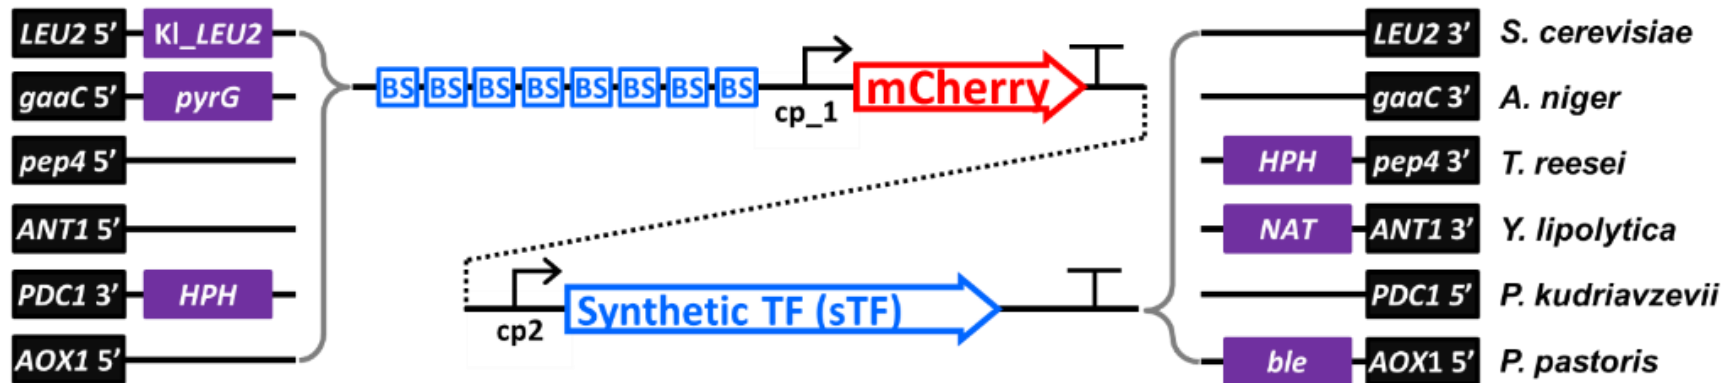 LEU2 5’ Kl_LEU2
gaaC 5’ pyrG
pep4 5’
ANT1 5’
PDC1 3’ HPH
AOX1 5’
BS BS BS BS BS BS BS BS
cp_1
mCherry
cp2
Synthetic TF (sTF)
LEU2 3’ S. cerevisiae
gaaC 3’ A. niger
HPH pep4 3’ T. reesei
NAT ANT1 3’ Y. lipolytica
PDC1 5’ P. kudriavzevii
ble AOX1 5’ P. pastoris